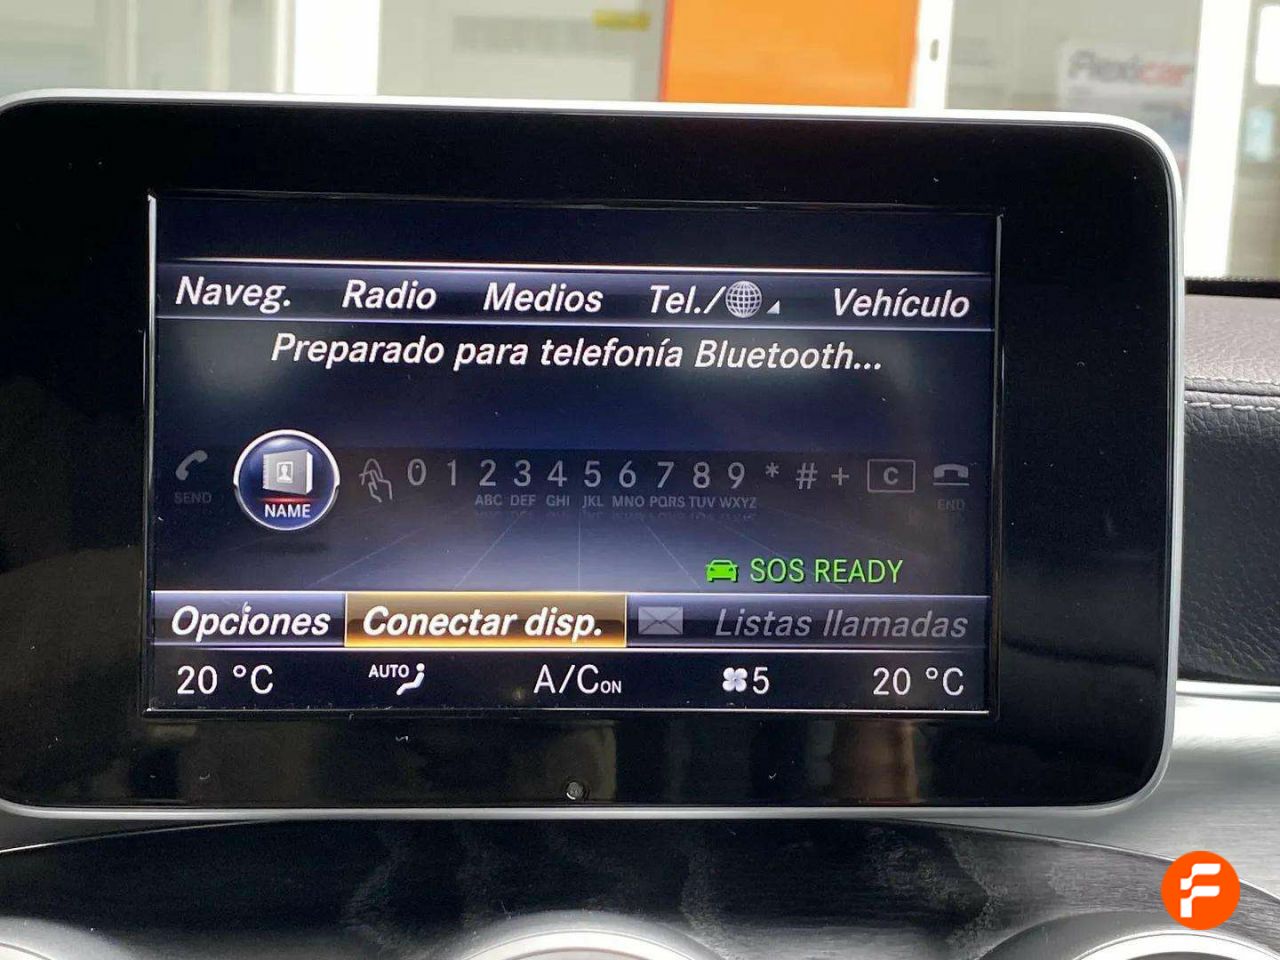 Flexicar
Naveg. Radio Medios Tel./ Vehículo
Preparado para telefonía Bluetooth...
0 1 2 3 4 5 6 7 8 9 * # + C
SEND NAME ABC DEF GHI JKL MNO PQRS TUV WXYZ END
SOS READY
Opciones Conectar disp. Listas llamadas
20 °C AUTO A/C ON 5 20 °C
F